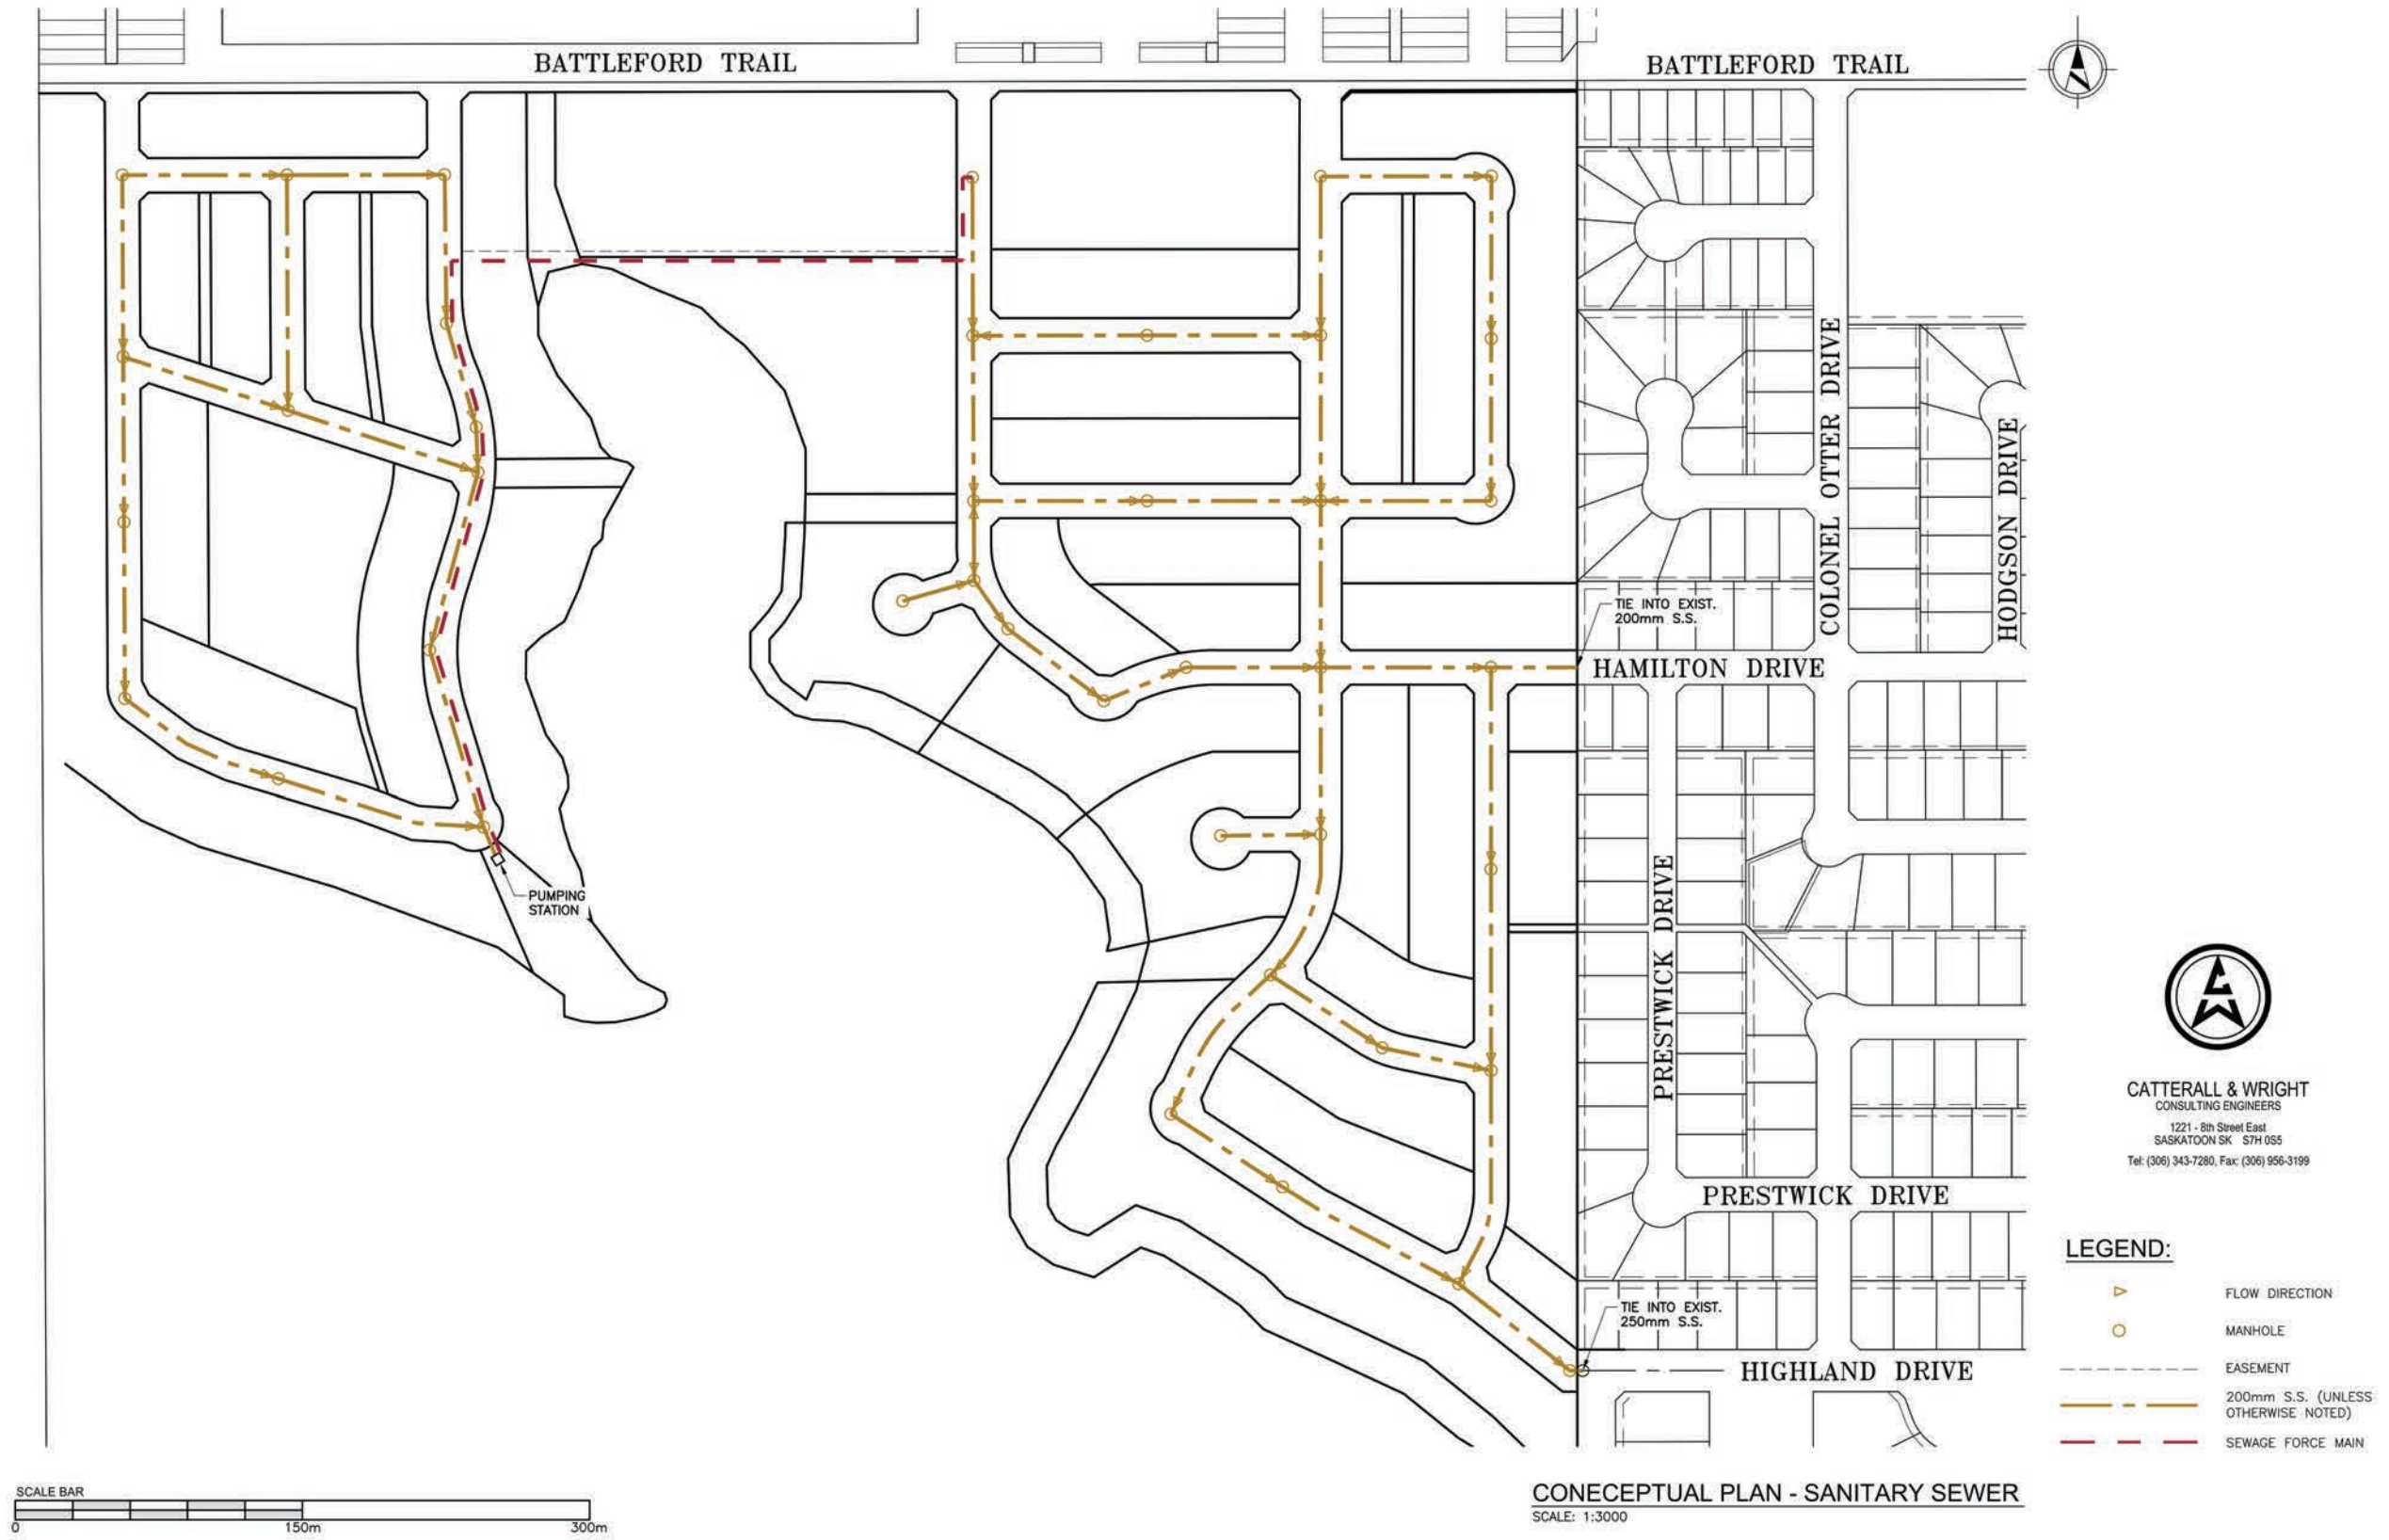 BATTLEFORD TRAIL
BATTLEFORD TRAIL
COLONEL OTTER DRIVE
HODGSON DRIVE
TIE INTO EXIST.
200mm S.S.
HAMILTON DRIVE
PUMPING
STATION
PRESTWICK DRIVE
PRESTWICK DRIVE
TIE INTO EXIST.
250mm S.S.
HIGHLAND DRIVE
CATTERALL & WRIGHT
CONSULTING ENGINEERS
1221 - 8th Street East
SASKATOON SK S7H 0S5
Tel: (306) 343-7280, Fax: (306) 956-3199
LEGEND:
FLOW DIRECTION
MANHOLE
EASEMENT
200mm S.S. (UNLESS
OTHERWISE NOTED)
SEWAGE FORCE MAIN
SCALE BAR
0 150m 300m
CONECEPTUAL PLAN - SANITARY SEWER
SCALE: 1:3000